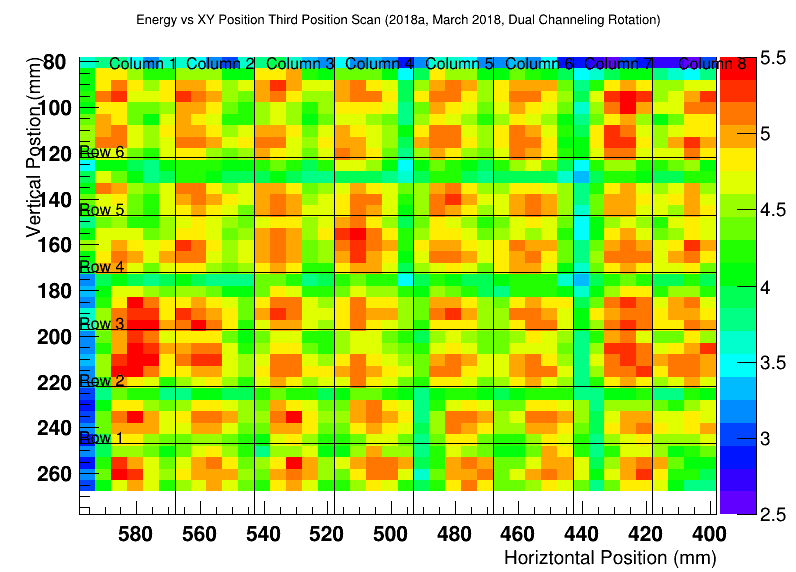 Energy vs XY Position Third Position Scan (2018a, March 2018, Dual Channeling Rotation)
Column 1 Column 2 Column 3 Column 4 Column 5 Column 6 Column 7 Column 8
Vertical Postion (mm)
80
100
120
140
160
180
200
220
240
260
Row 6
Row 5
Row 4
Row 3
Row 2
Row 1
5.5
5
4.5
4
3.5
3
2.5
580 560 540 520 500 480 460 440 420 400
Horiztontal Position (mm)